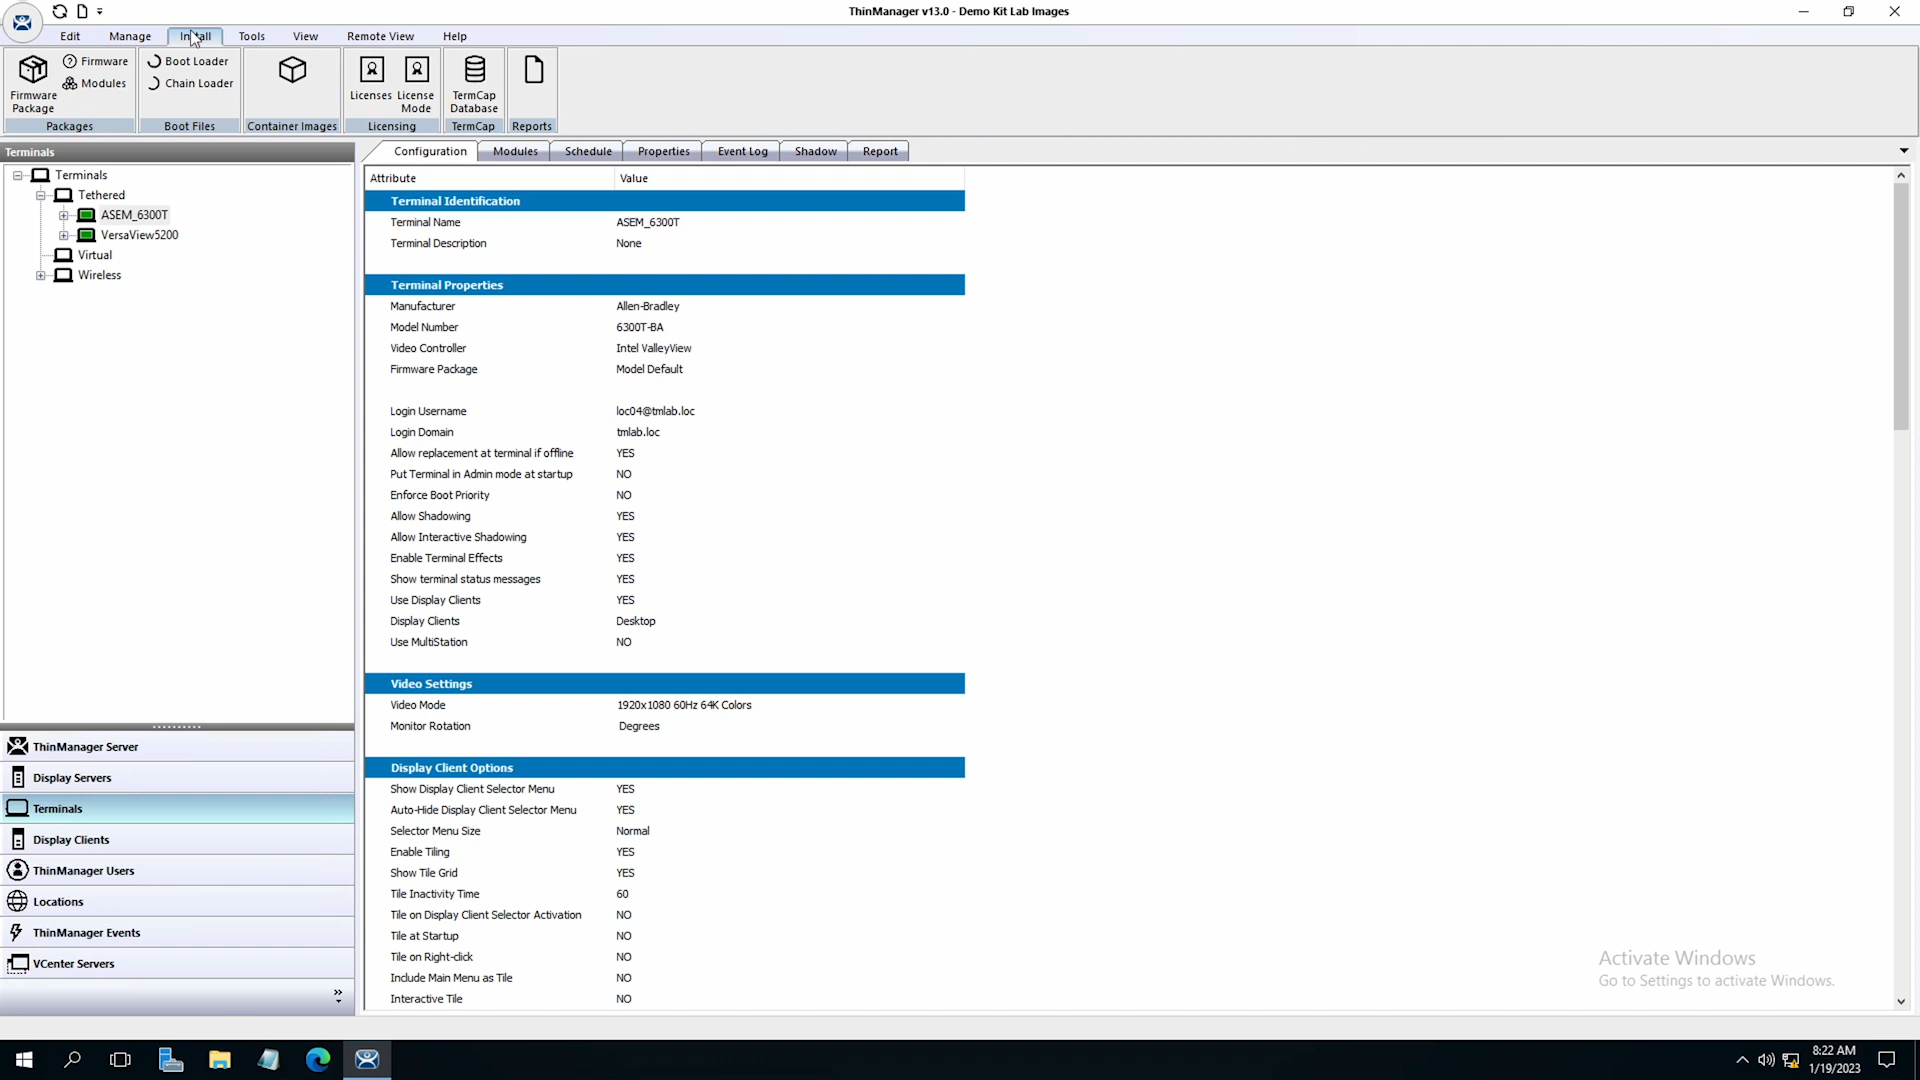 ThinManager v13.0 - Demo Kit Lab Images
Edit Manage Install Tools View Remote View Help
Firmware Package
Firmware
Modules
Packages
Boot Loader
Chain Loader
Boot Files
Container Images
Licenses
License Mode
Licensing
TermCap Database
TermCap
Reports
Terminals
Terminals
Tethered
ASEM_6300T
VersaView5200
Virtual
Wireless
ThinManager Server
Display Servers
Terminals
Display Clients
ThinManager Users
Locations
ThinManager Events
VCenter Servers
Configuration Modules Schedule Properties Event Log Shadow Report
Attribute Value
Terminal Identification
Terminal Name ASEM_6300T
Terminal Description None
Terminal Properties
Manufacturer Allen-Bradley
Model Number 6300T-BA
Video Controller Intel ValleyView
Firmware Package Model Default
Login Username loc04@tmlab.loc
Login Domain tmlab.loc
Allow replacement at terminal if offline YES
Put Terminal in Admin mode at startup NO
Enforce Boot Priority NO
Allow Shadowing YES
Allow Interactive Shadowing YES
Enable Terminal Effects YES
Show terminal status messages YES
Use Display Clients YES
Display Clients Desktop
Use MultiStation NO
Video Settings
Video Mode 1920x1080 60Hz 64K Colors
Monitor Rotation Degrees
Display Client Options
Show Display Client Selector Menu YES
Auto-Hide Display Client Selector Menu YES
Selector Menu Size Normal
Enable Tiling YES
Show Tile Grid YES
Tile Inactivity Time 60
Tile on Display Client Selector Activation NO
Tile at Startup NO
Tile on Right-click NO
Include Main Menu as Tile NO
Interactive Tile NO
Activate Windows
Go to Settings to activate Windows.
8:22 AM
1/19/2023